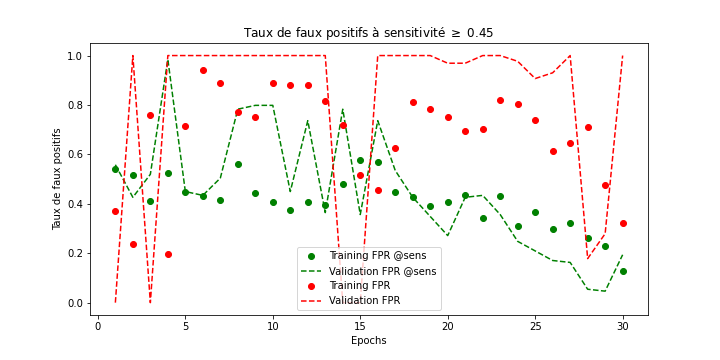 Taux de faux positifs à sensitivité ≥ 0.45
Taux de faux positifs
1.0
0.8
0.6
0.4
0.2
0.0
Training FPR @sens
Validation FPR @sens
Training FPR
Validation FPR
0 5 10 15 20 25 30
Epochs